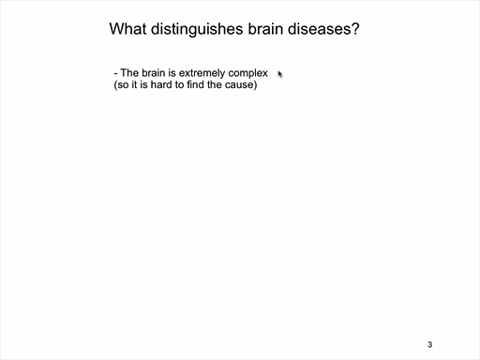 What distinguishes brain diseases?
- The brain is extremely complex
(so it is hard to find the cause)
3